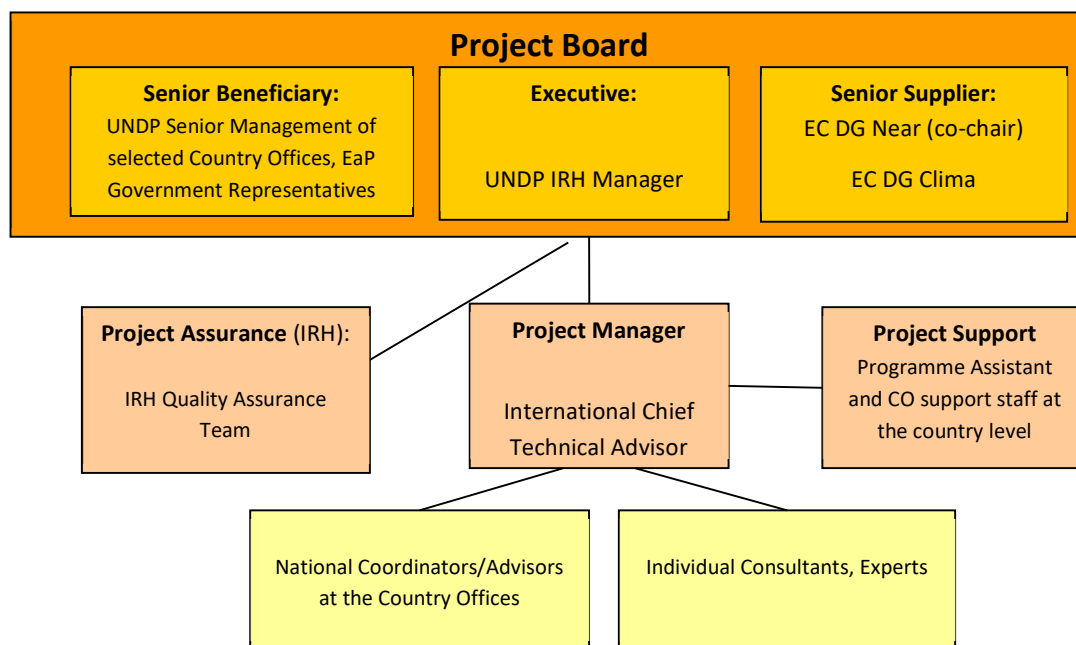 Project Board
Senior Beneficiary:
UNDP Senior Management of
selected Country Offices, EaP
Government Representatives
Executive:
UNDP IRH Manager
Senior Supplier:
EC DG Near (co-chair)
EC DG Clima
Project Assurance (IRH):
IRH Quality Assurance
Team
Project Manager
International Chief
Technical Advisor
Project Support
Programme Assistant
and CO support staff at
the country level
National Coordinators/Advisors
at the Country Offices
Individual Consultants, Experts